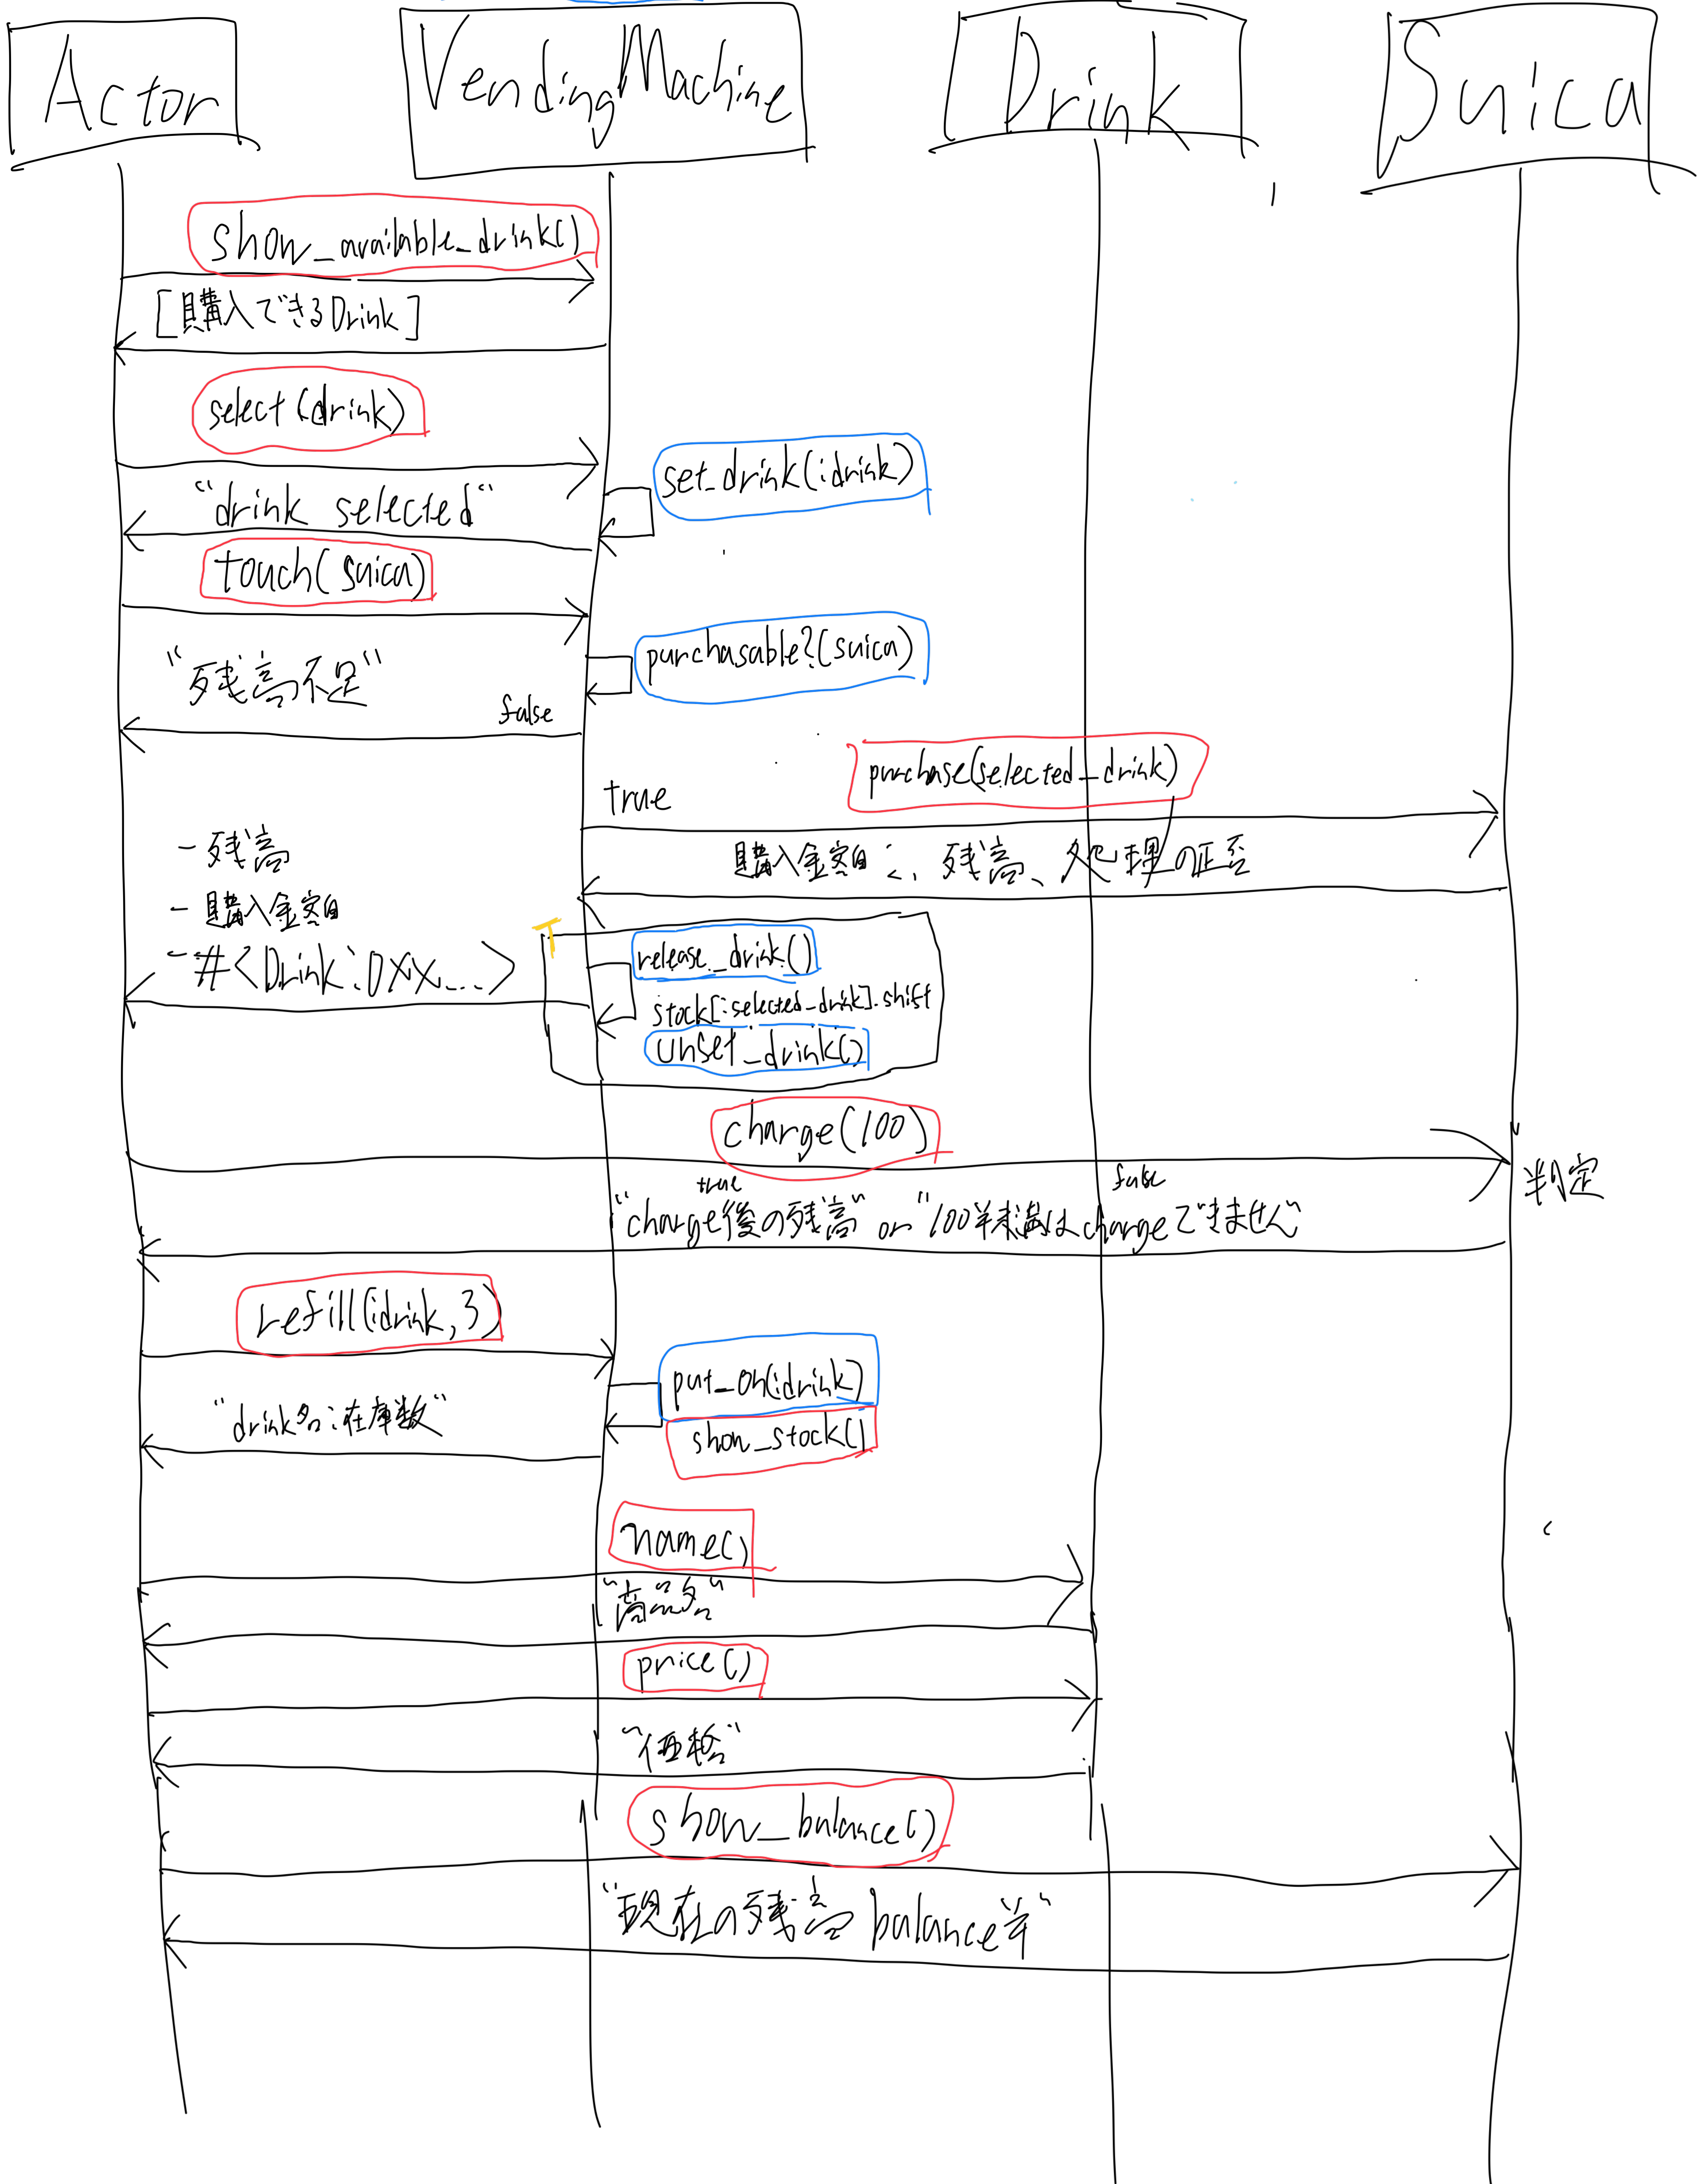 Actor
VendingMachine
Drink
Suica
show_available_drink()
[購入できるDrink]
select(drink)
set_drink(:drink)
"drink selected"
touch(suica)
purchasable?(suica)
"残高不足"
false
purchase(selected_drink)
true
購入金額:、残高、処理の正否
- 残高
- 購入金額
- #<Drink:0xx...>
release_drink()
stock[:selected_drink].shift
unset_drink()
charge(100)
判定
true
false
"charge後の残高" or "100¥未満はchargeできません"
refill(:drink, 3)
put_on(:drink)
"drink名:在庫数"
show_stock()
name()
"商品名"
price()
"価格"
show_balance()
"現在の残高 balance¥"